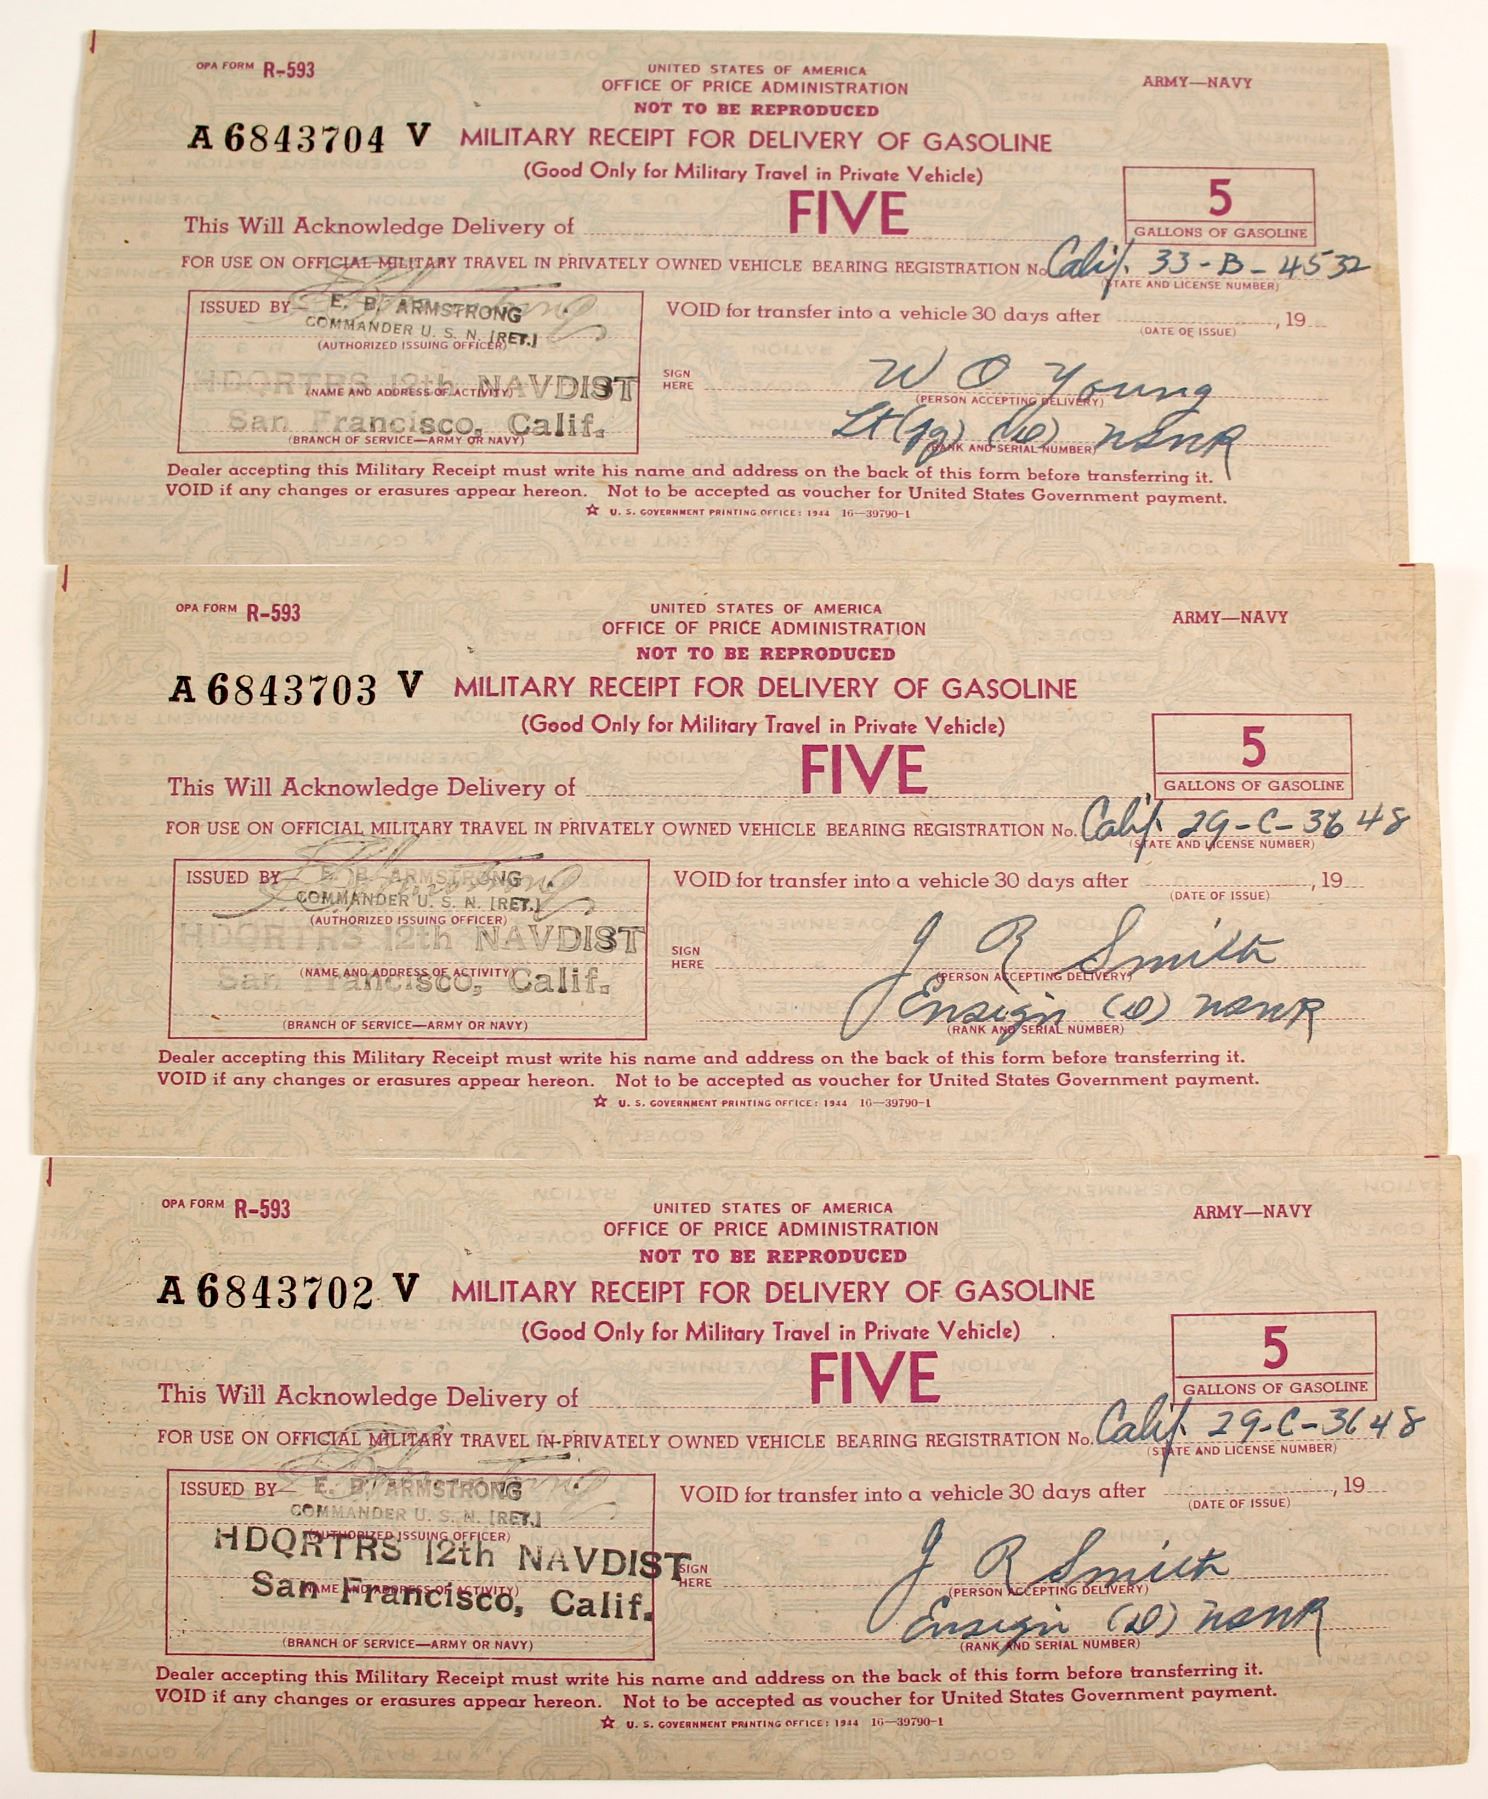 OPA FORM R-593
UNITED STATES OF AMERICA
OFFICE OF PRICE ADMINISTRATION
ARMY—NAVY
NOT TO BE REPRODUCED
A 6843704 V MILITARY RECEIPT FOR DELIVERY OF GASOLINE
(Good Only for Military Travel in Private Vehicle)
5
This Will Acknowledge Delivery of FIVE
GALLONS OF GASOLINE
FOR USE ON OFFICIAL MILITARY TRAVEL IN PRIVATELY OWNED VEHICLE BEARING REGISTRATION No. Calif. 33-B-4532
(STATE AND LICENSE NUMBER)
ISSUED BY— E. B. ARMSTRONG
COMMANDER U. S. N. [RET.]
(AUTHORIZED ISSUING OFFICER)
HDQRTRS 12th NAVDIST
(NAME AND ADDRESS OF ACTIVITY)
San Francisco, Calif.
(BRANCH OF SERVICE—ARMY OR NAVY)
VOID for transfer into a vehicle 30 days after , 19
(DATE OF ISSUE)
SIGN HERE W O Young
(PERSON ACCEPTING DELIVERY)
Lt(jg) (D) USNR
(RANK AND SERIAL NUMBER)
Dealer accepting this Military Receipt must write his name and address on the back of this form before transferring it.
VOID if any changes or erasures appear hereon. Not to be accepted as voucher for United States Government payment.
☆ U. S. GOVERNMENT PRINTING OFFICE: 1944 16—39790-1
OPA FORM R-593
UNITED STATES OF AMERICA
OFFICE OF PRICE ADMINISTRATION
ARMY—NAVY
NOT TO BE REPRODUCED
A 6843703 V MILITARY RECEIPT FOR DELIVERY OF GASOLINE
(Good Only for Military Travel in Private Vehicle)
5
This Will Acknowledge Delivery of FIVE
GALLONS OF GASOLINE
FOR USE ON OFFICIAL MILITARY TRAVEL IN PRIVATELY OWNED VEHICLE BEARING REGISTRATION No. Calif. 29-C-3648
(STATE AND LICENSE NUMBER)
ISSUED BY— E. B. ARMSTRONG
COMMANDER U. S. N. [RET.]
(AUTHORIZED ISSUING OFFICER)
HDQRTRS 12th NAVDIST
(NAME AND ADDRESS OF ACTIVITY)
San Francisco, Calif.
(BRANCH OF SERVICE—ARMY OR NAVY)
VOID for transfer into a vehicle 30 days after , 19
(DATE OF ISSUE)
SIGN HERE J R Smith
(PERSON ACCEPTING DELIVERY)
Ensign (D) USNR
(RANK AND SERIAL NUMBER)
Dealer accepting this Military Receipt must write his name and address on the back of this form before transferring it.
VOID if any changes or erasures appear hereon. Not to be accepted as voucher for United States Government payment.
☆ U. S. GOVERNMENT PRINTING OFFICE: 1944 16—39790-1
OPA FORM R-593
UNITED STATES OF AMERICA
OFFICE OF PRICE ADMINISTRATION
ARMY—NAVY
NOT TO BE REPRODUCED
A 6843702 V MILITARY RECEIPT FOR DELIVERY OF GASOLINE
(Good Only for Military Travel in Private Vehicle)
5
This Will Acknowledge Delivery of FIVE
GALLONS OF GASOLINE
FOR USE ON OFFICIAL MILITARY TRAVEL IN PRIVATELY OWNED VEHICLE BEARING REGISTRATION No. Calif. 29-C-3648
(STATE AND LICENSE NUMBER)
ISSUED BY— E. B. ARMSTRONG
COMMANDER U. S. N. [RET.]
(AUTHORIZED ISSUING OFFICER)
HDQRTRS 12th NAVDIST
(NAME AND ADDRESS OF ACTIVITY)
San Francisco, Calif.
(BRANCH OF SERVICE—ARMY OR NAVY)
VOID for transfer into a vehicle 30 days after , 19
(DATE OF ISSUE)
SIGN HERE J R Smith
(PERSON ACCEPTING DELIVERY)
Ensign (D) USNR
(RANK AND SERIAL NUMBER)
Dealer accepting this Military Receipt must write his name and address on the back of this form before transferring it.
VOID if any changes or erasures appear hereon. Not to be accepted as voucher for United States Government payment.
☆ U. S. GOVERNMENT PRINTING OFFICE: 1944 16—39790-1